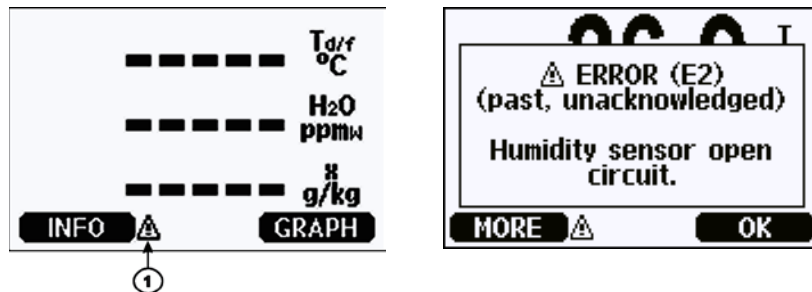 ----- Td/f °C
----- H2O ppmw
----- x g/kg
INFO GRAPH
1
T
ERROR (E2)
(past, unacknowledged)
Humidity sensor open
circuit.
MORE OK